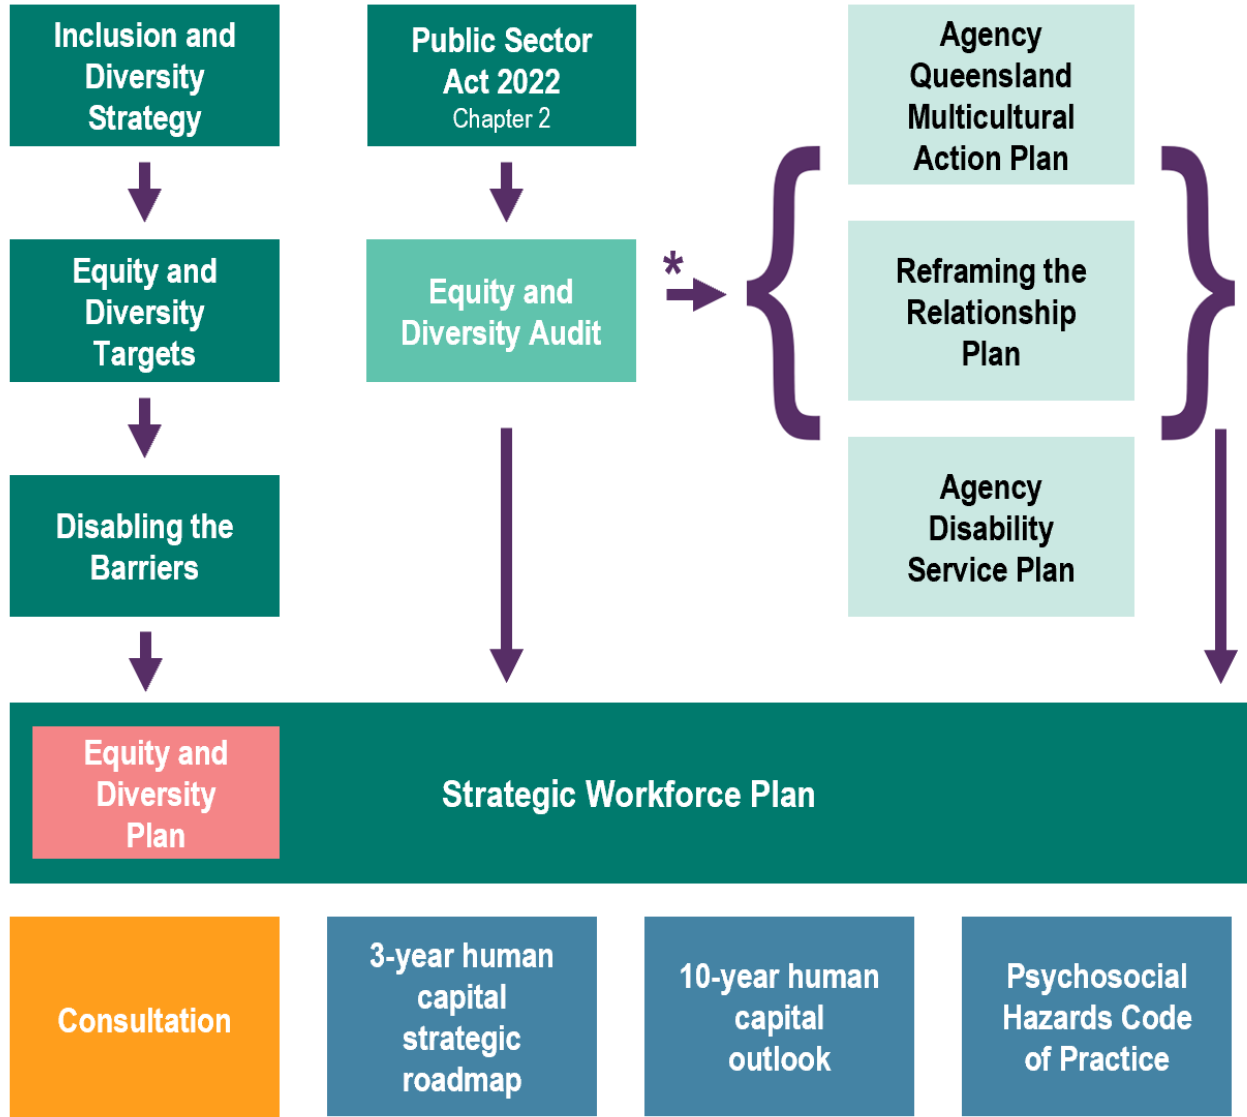 Inclusion and
Diversity
Strategy
Public Sector
Act 2022
Chapter 2
Agency
Queensland
Multicultural
Action Plan
Equity and
Diversity
Targets
Equity and
Diversity Audit
*
Reframing the
Relationship
Plan
Disabling the
Barriers
Agency
Disability
Service Plan
Equity and
Diversity
Plan
Strategic Workforce Plan
Consultation
3-year human
capital
strategic
roadmap
10-year human
capital
outlook
Psychosocial
Hazards Code
of Practice